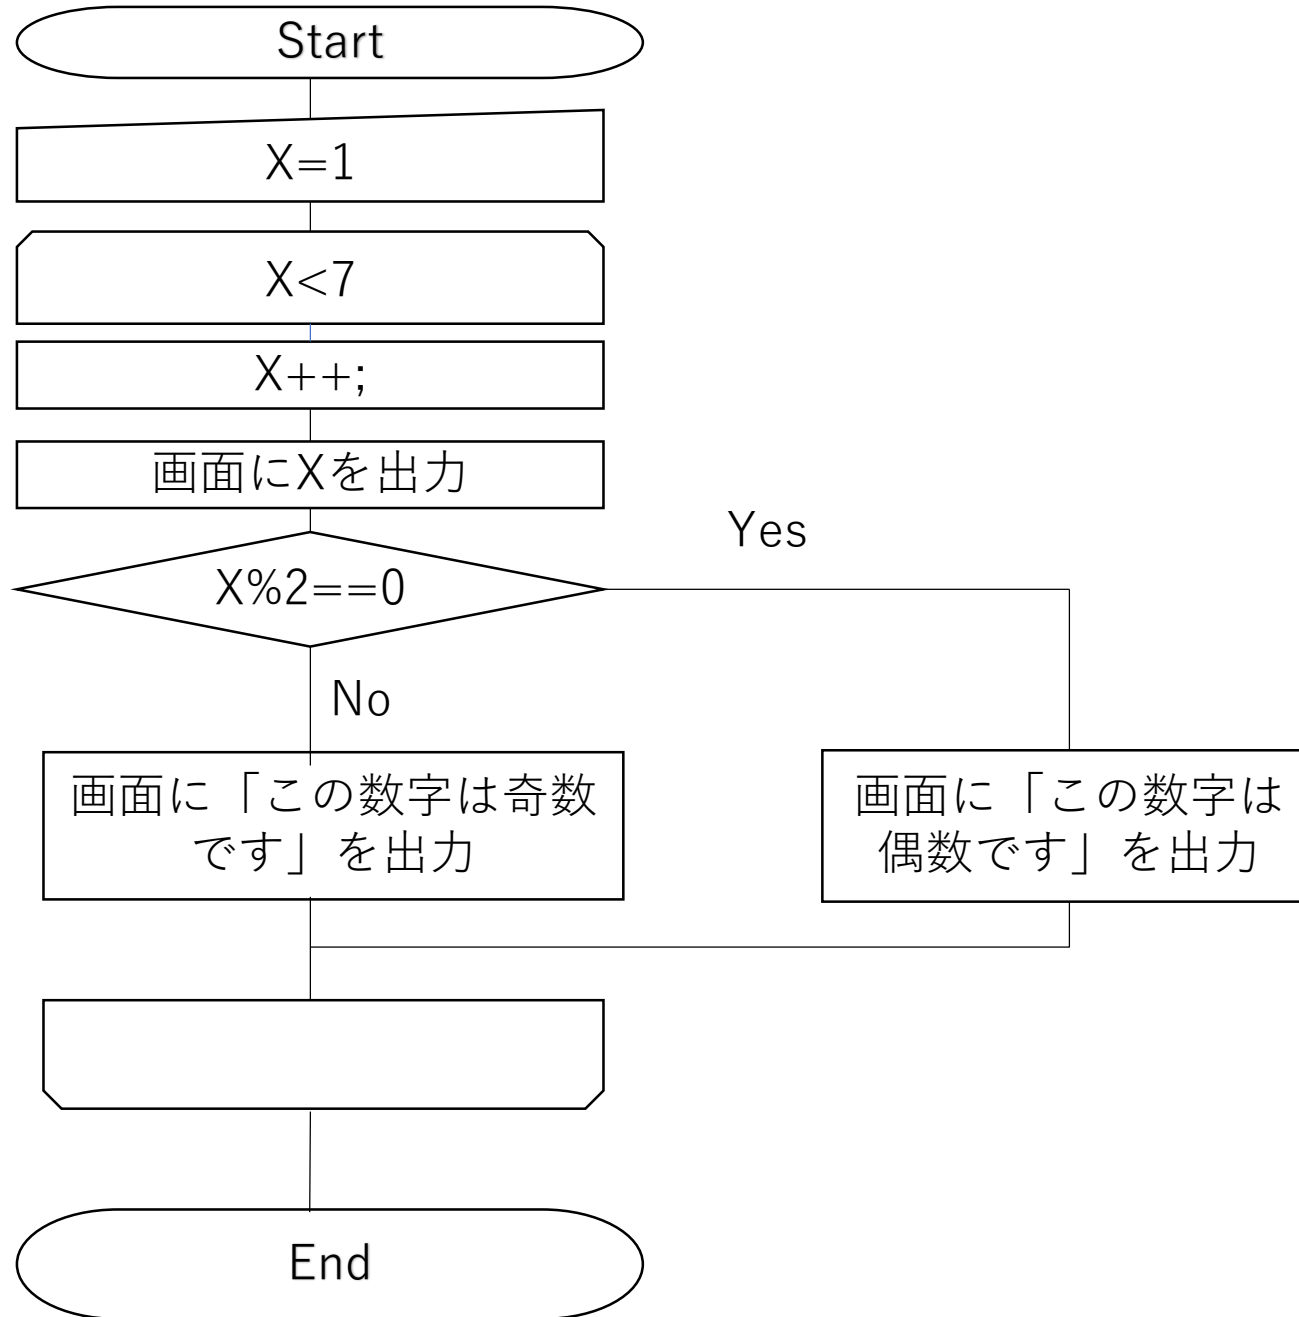 Start
X=1
X<7
X++;
画面にXを出力
Yes
X%2==0
No
画面に「この数字は奇数
です」を出力
画面に「この数字は
偶数です」を出力
End